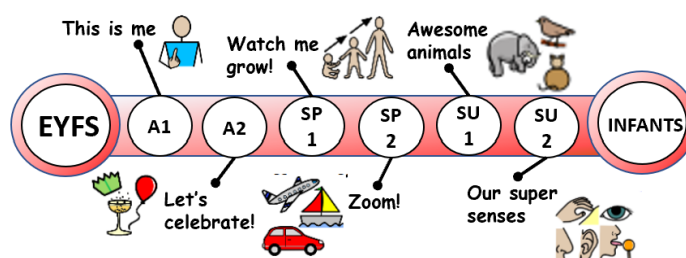 This is me
Watch me
grow!
Awesome
animals
EYFS
A1
A2
SP
1
SP
2
SU
1
SU
2
INFANTS
Let's
celebrate!
Zoom!
Our super
senses